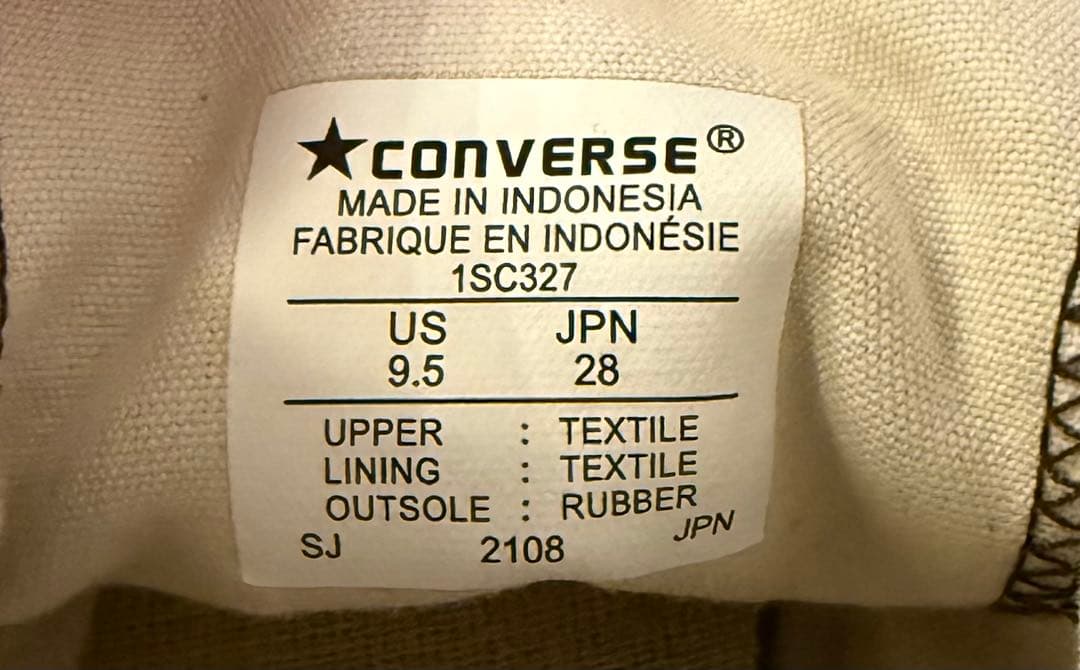 ★CONVERSE®
MADE IN INDONESIA
FABRIQUE EN INDONÉSIE
1SC327
US JPN
9.5 28
UPPER : TEXTILE
LINING : TEXTILE
OUTSOLE : RUBBER
SJ 2108 JPN